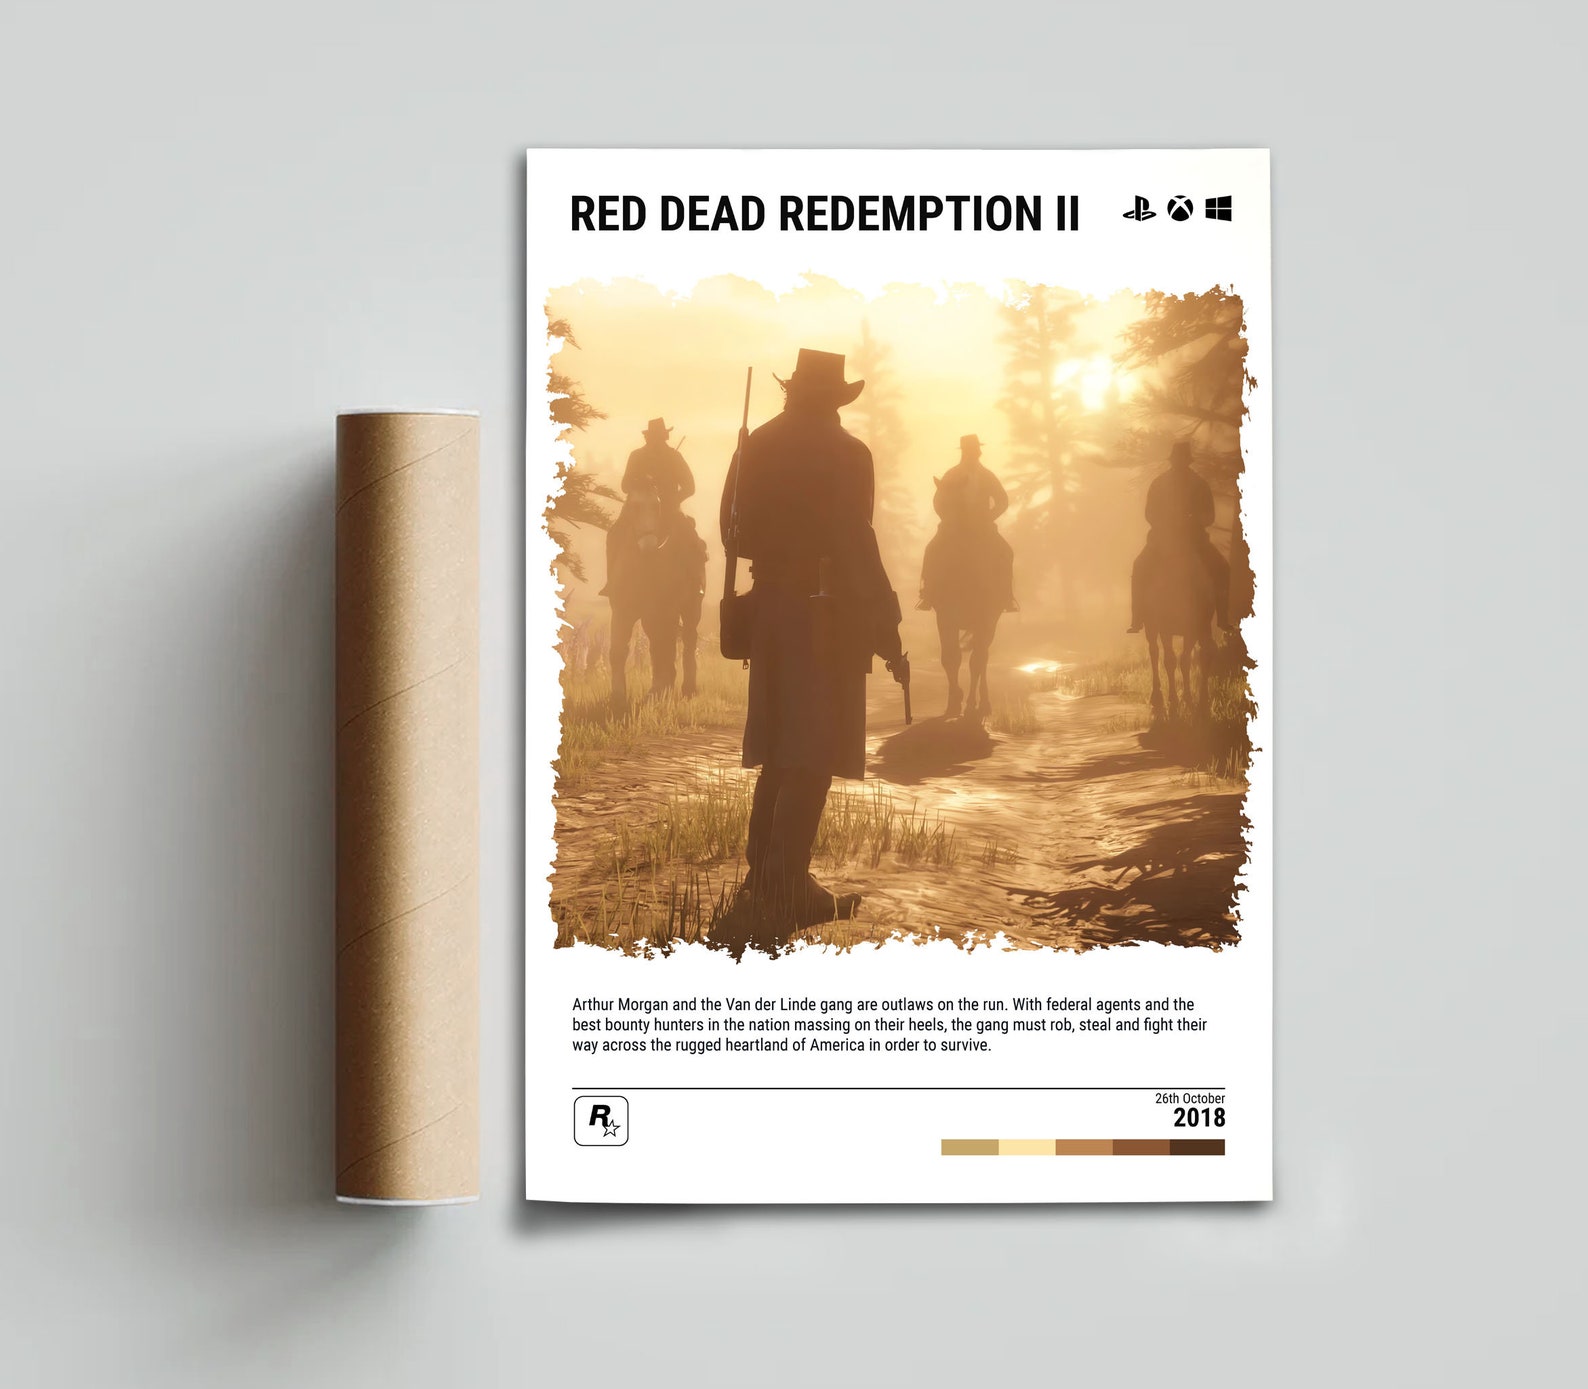 RED DEAD REDEMPTION II
Arthur Morgan and the Van der Linde gang are outlaws on the run. With federal agents and the
best bounty hunters in the nation massing on their heels, the gang must rob, steal and fight their
way across the rugged heartland of America in order to survive.
R
26th October
2018